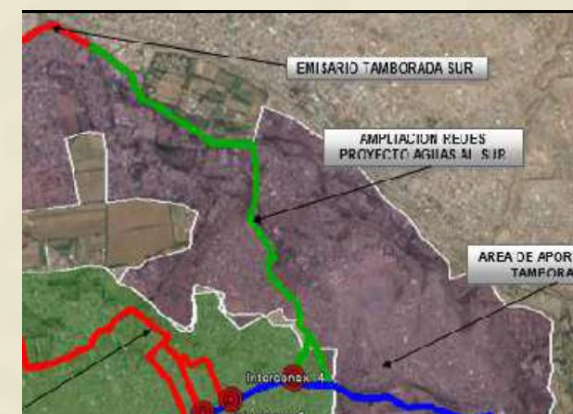 EMISARIO TAMBORADA SUR
AMPLIACION REDES
PROYECTO AGUAS AL SUR
AREA DE APOR
TAMBORA
Interconex. 4